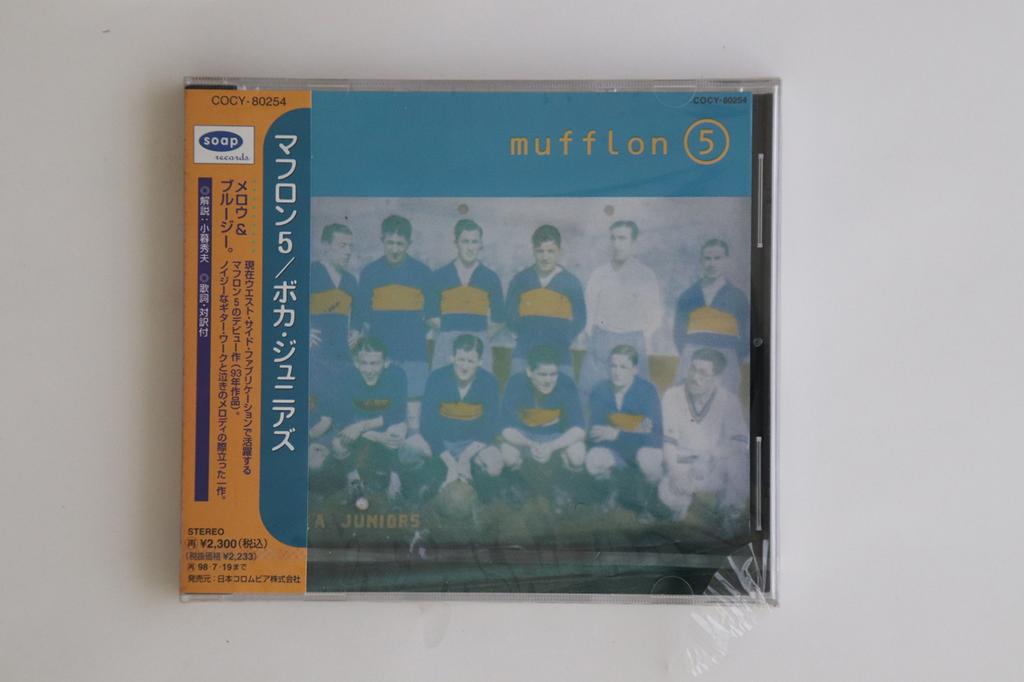 COCY-80254
soap
records
マフロン5/ボカ・ジュニアズ
メロウ&
ブルージー。
現在ウエスト・サイド・ファブリケーションで活躍する
マフロン5のデビュー作(93年作品)。
ノイジーなギター・ワークと泣きのメロディの際立った一作。
◎解説:小暮秀夫 ◎歌詞・対訳付
STEREO
再 ¥2,300(税込)
(税抜価格 ¥2,233)
再 98・7・19まで
発売元:日本コロムビア株式会社
COCY-80254
mufflon 5
A JUNIORS